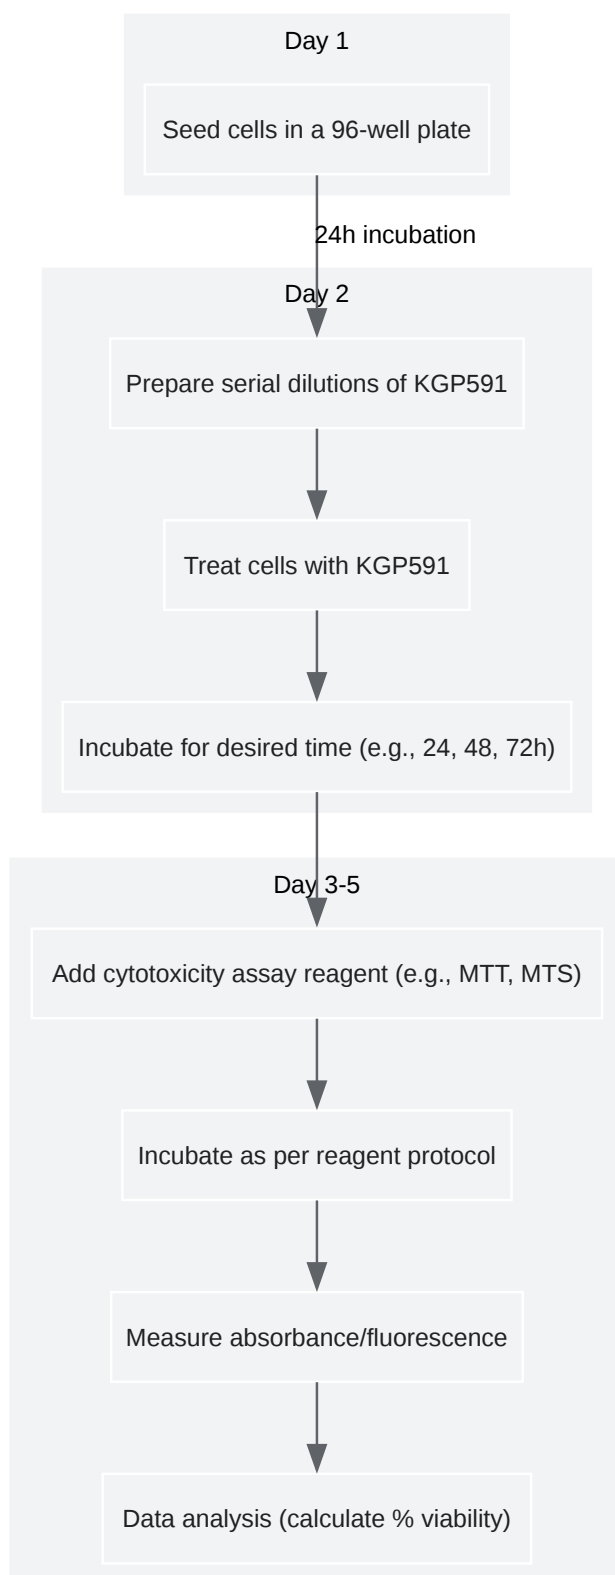 Day 1
Seed cells in a 96-well plate
24h incubation
Day 2
Prepare serial dilutions of KGP591
Treat cells with KGP591
Incubate for desired time (e.g., 24, 48, 72h)
Day 3-5
Add cytotoxicity assay reagent (e.g., MTT, MTS)
Incubate as per reagent protocol
Measure absorbance/fluorescence
Data analysis (calculate % viability)